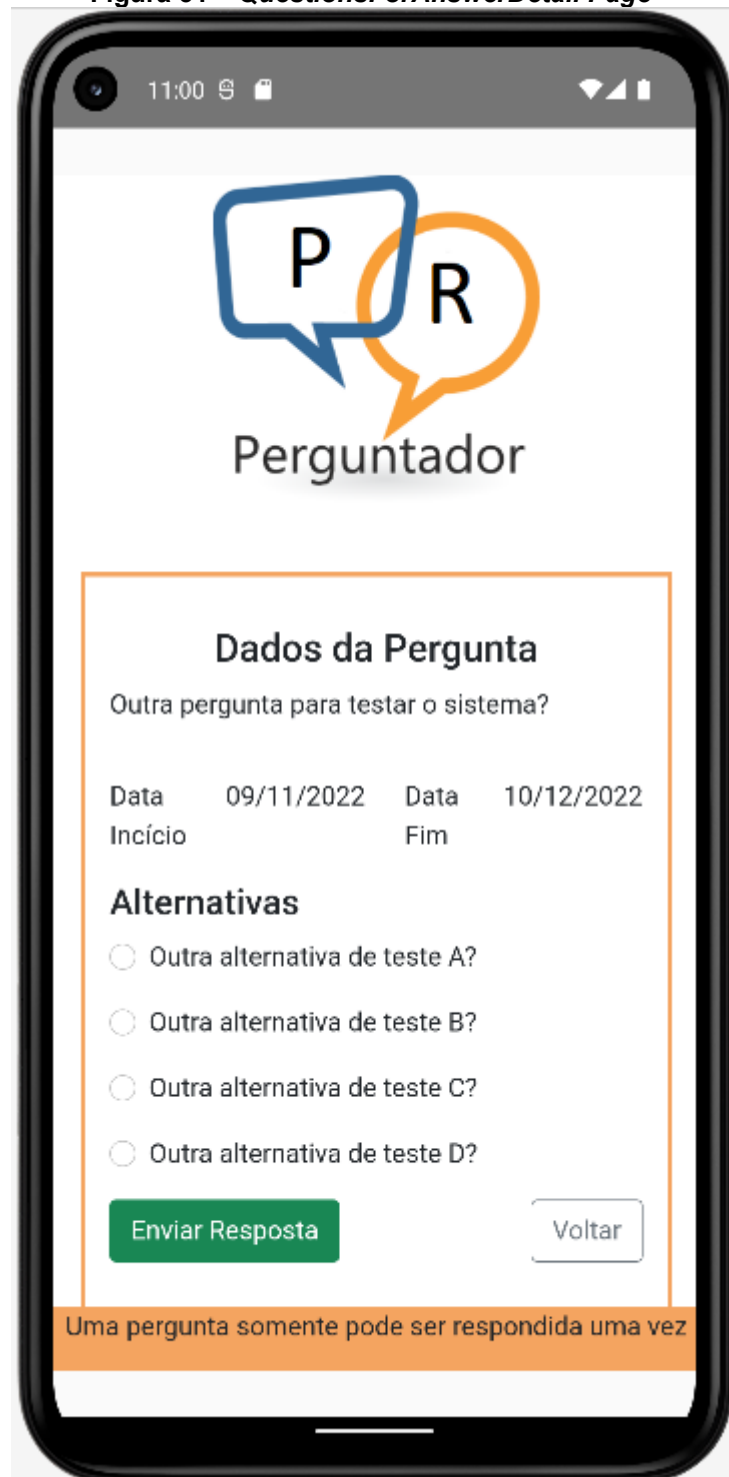 11:00
P
R
Perguntador
Dados da Pergunta
Outra pergunta para testar o sistema?
Data 09/11/2022 Data 10/12/2022
Incício Fim
Alternativas
Outra alternativa de teste A?
Outra alternativa de teste B?
Outra alternativa de teste C?
Outra alternativa de teste D?
Enviar Resposta Voltar
Uma pergunta somente pode ser respondida uma vez